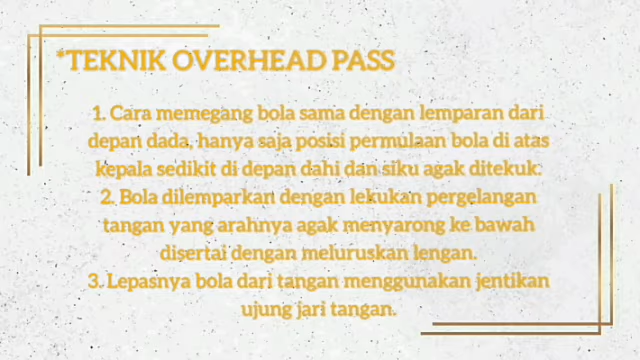 *TEKNIK OVERHEAD PASS
1. Cara memegang bola sama dengan lemparan dari
depan dada, hanya saja posisi permulaan bola di atas
kepala sedikit di depan dahi dan siku agak ditekuk.
2. Bola dilemparkan dengan lekukan pergelangan
tangan yang arahnya agak menyarong ke bawah
disertai dengan meluruskan lengan.
3. Lepasnya bola dari tangan menggunakan jentikan
ujung jari tangan.